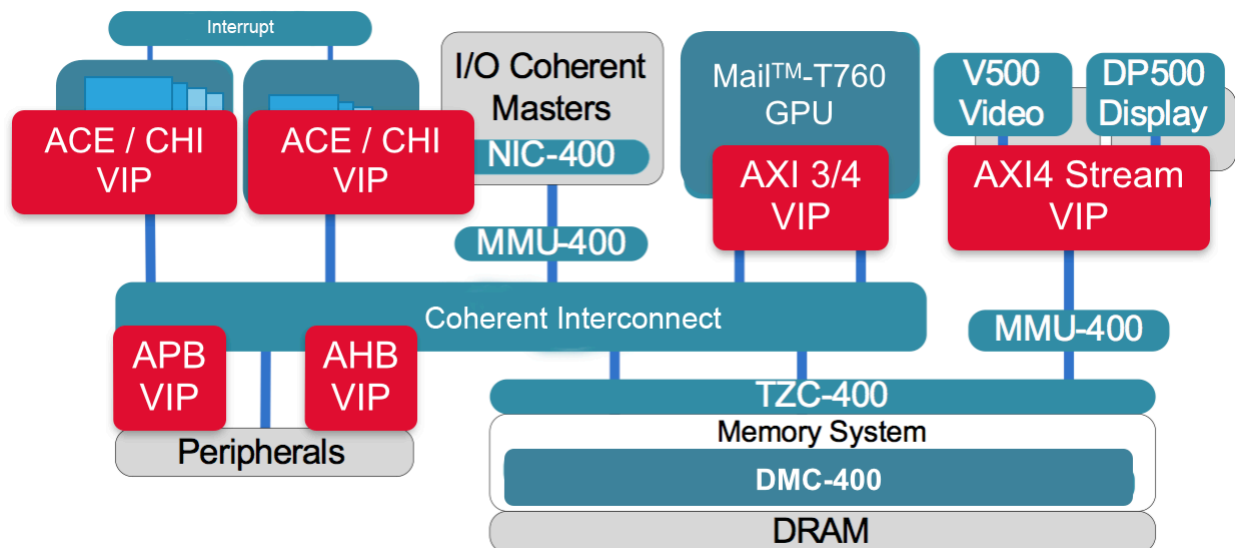 Interrupt
ACE / CHI
VIP
ACE / CHI
VIP
I/O Coherent
Masters
NIC-400
MMU-400
Mail™-T760
GPU
AXI 3/4
VIP
V500
Video
DP500
Display
AXI4 Stream
VIP
MMU-400
Coherent Interconnect
APB
VIP
AHB
VIP
Peripherals
TZC-400
Memory System
DMC-400
DRAM